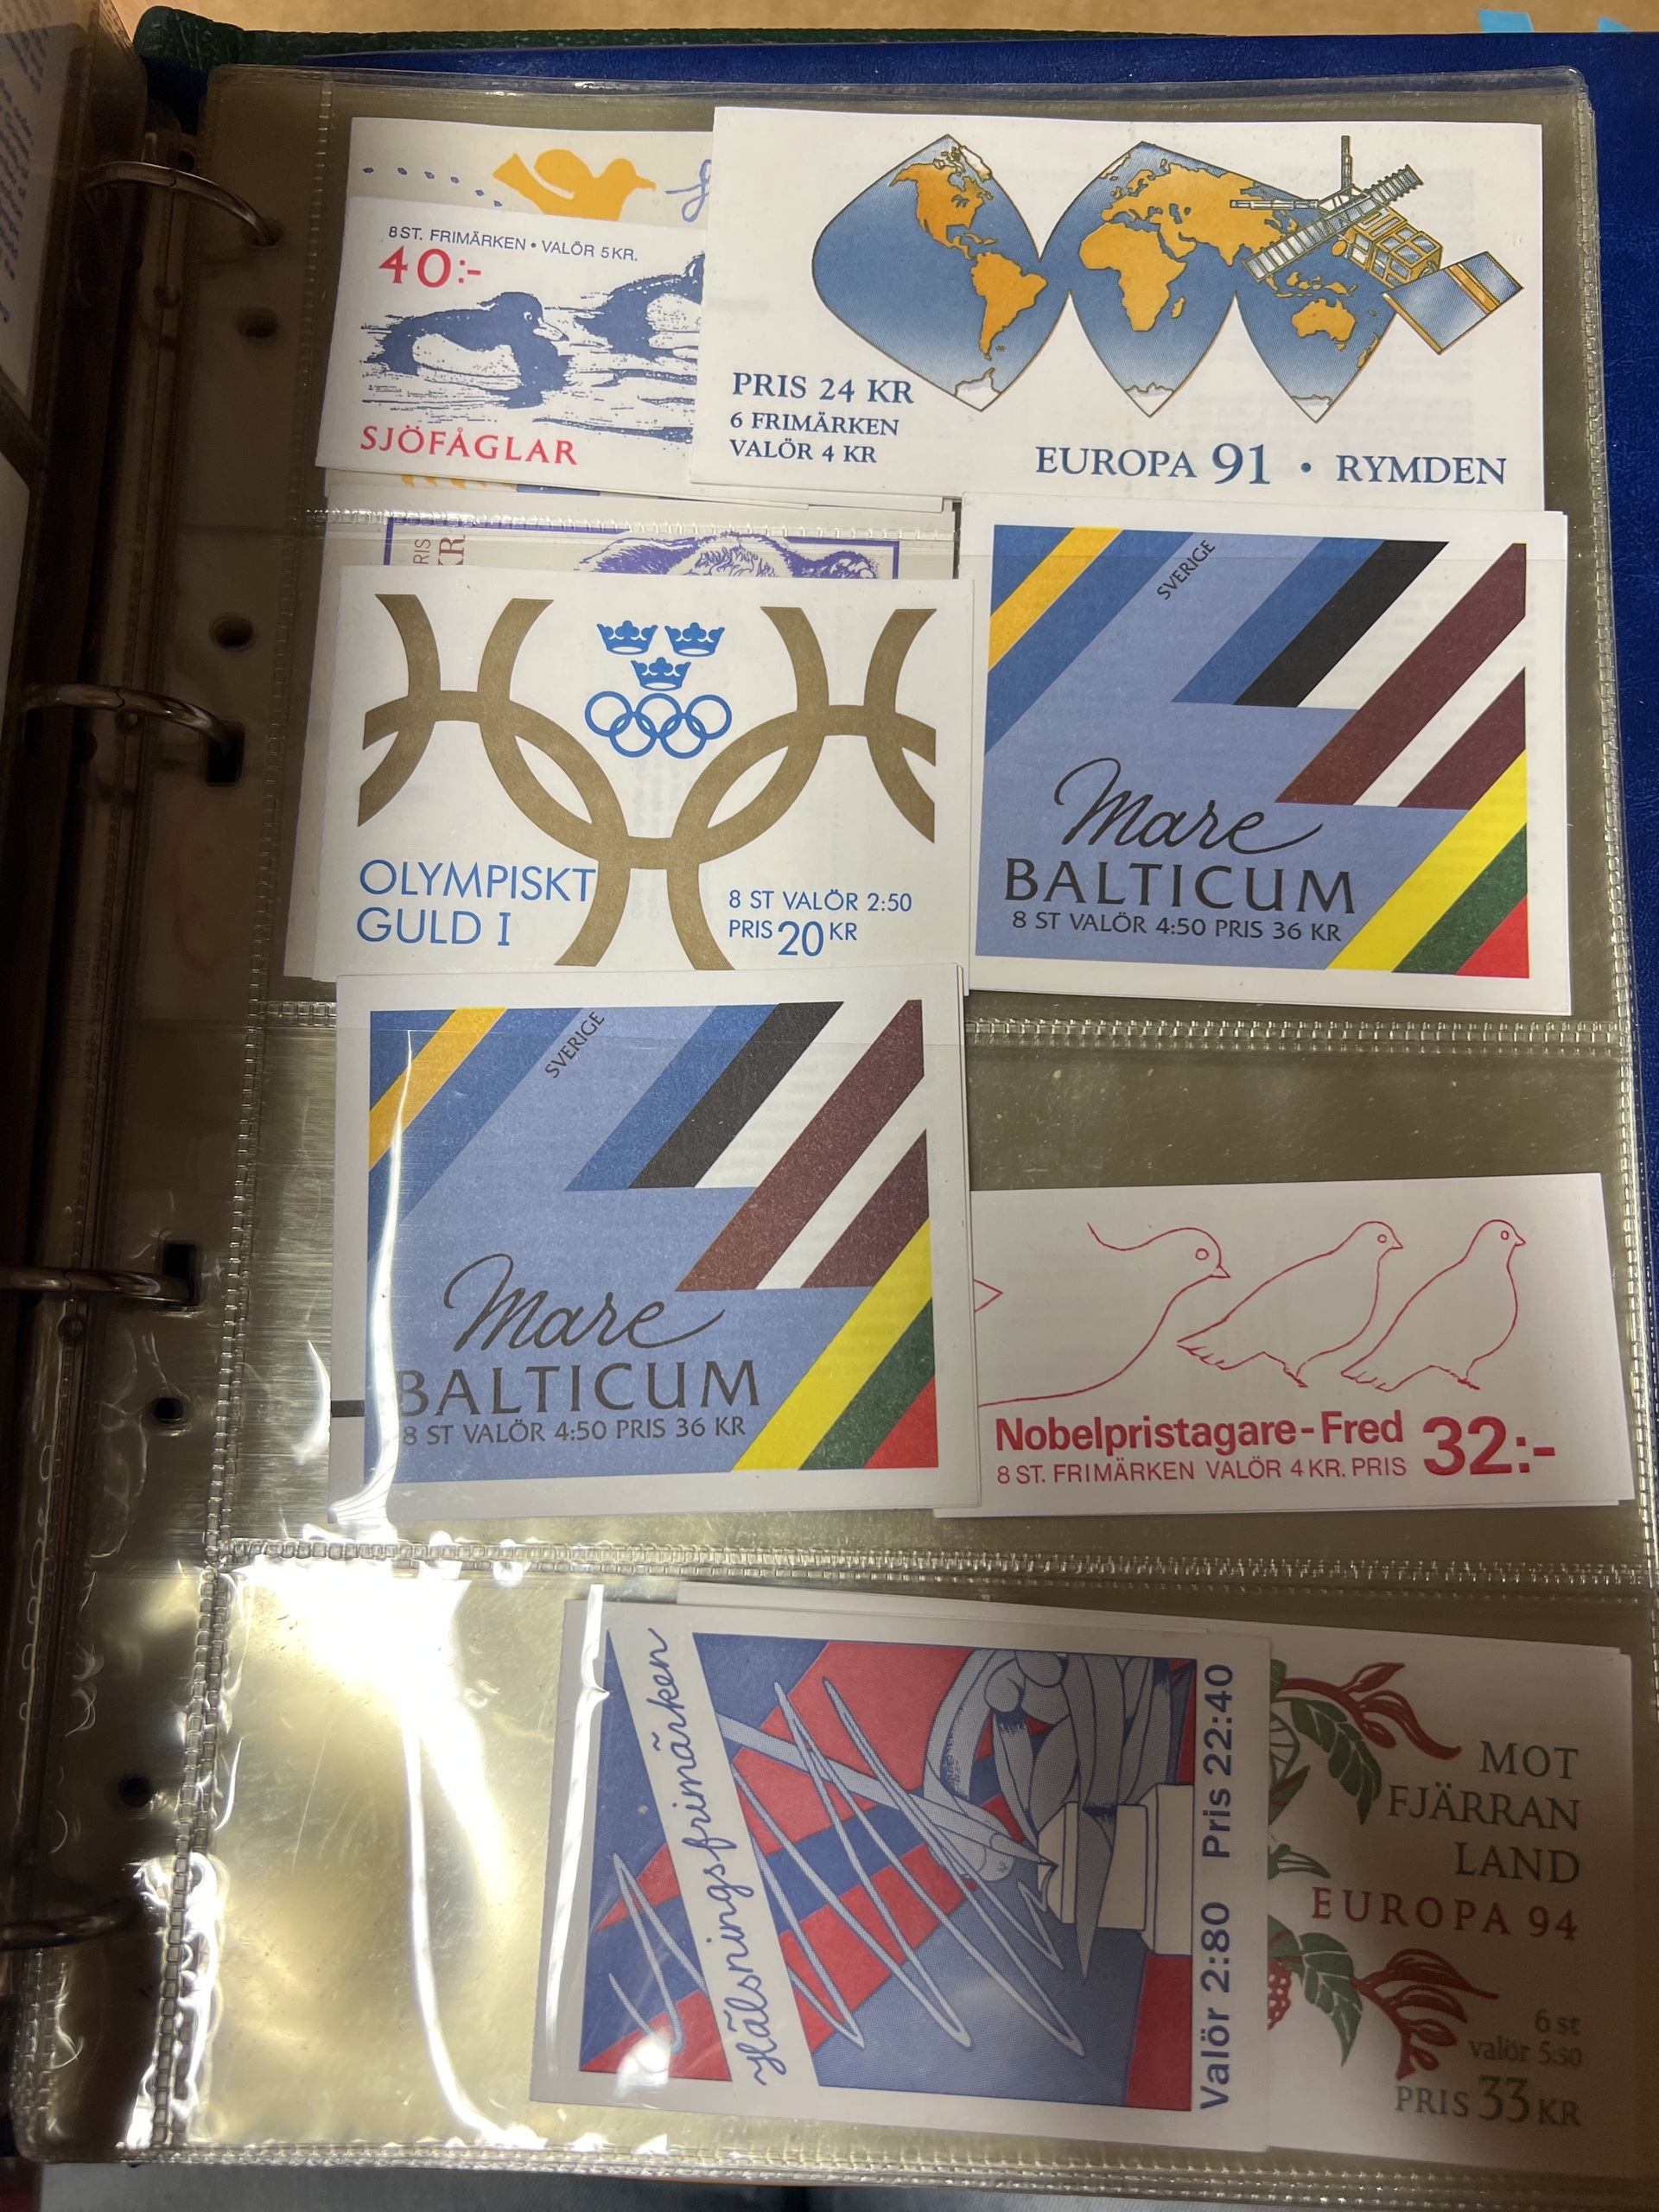 8 ST. FRIMÄRKEN • VALÖR 5 KR.
40:-
SJÖFÅGLAR
PRIS 24 KR
6 FRIMÄRKEN
VALÖR 4 KR
EUROPA 91 • RYMDEN
OLYMPISKT
GULD I
8 ST VALÖR 2:50
PRIS 20 KR
SVERIGE
Mare
BALTICUM
8 ST VALÖR 4:50 PRIS 36 KR
SVERIGE
Mare
BALTICUM
8 ST VALÖR 4:50 PRIS 36 KR
Nobelpristagare-Fred 32:-
8 ST. FRIMÄRKEN VALÖR 4 KR. PRIS
Hälsningsfrimärken
Valör 2:80 Pris 22:40
MOT
FJÄRRAN
LAND
EUROPA 94
6 st
valör 5:50
PRIS 33 KR